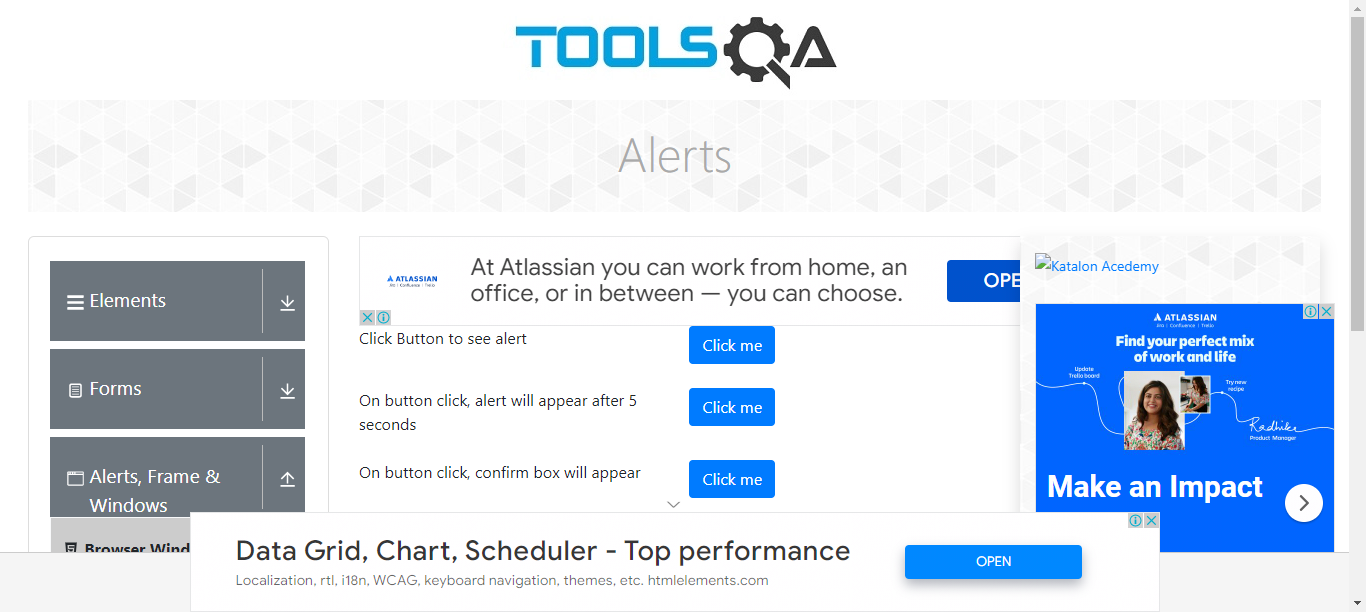 TOOLSQA
Alerts
Elements
Forms
Alerts, Frame &
Windows
Browser Wind
ATLASSIAN
Jira | Confluence | Trello
At Atlassian you can work from home, an
office, or in between — you can choose.
OPE
Click Button to see alert
Click me
On button click, alert will appear after 5
seconds
Click me
On button click, confirm box will appear
Click me
Katalon Acedemy
ATLASSIAN
Jira | Confluence | Trello
Find your perfect mix
of work and life
Update
Trello board
Try new
recipe
Radhika
Product Manager
Make an Impact
Data Grid, Chart, Scheduler - Top performance
Localization, rtl, i18n, WCAG, keyboard navigation, themes, etc. htmlelements.com
OPEN